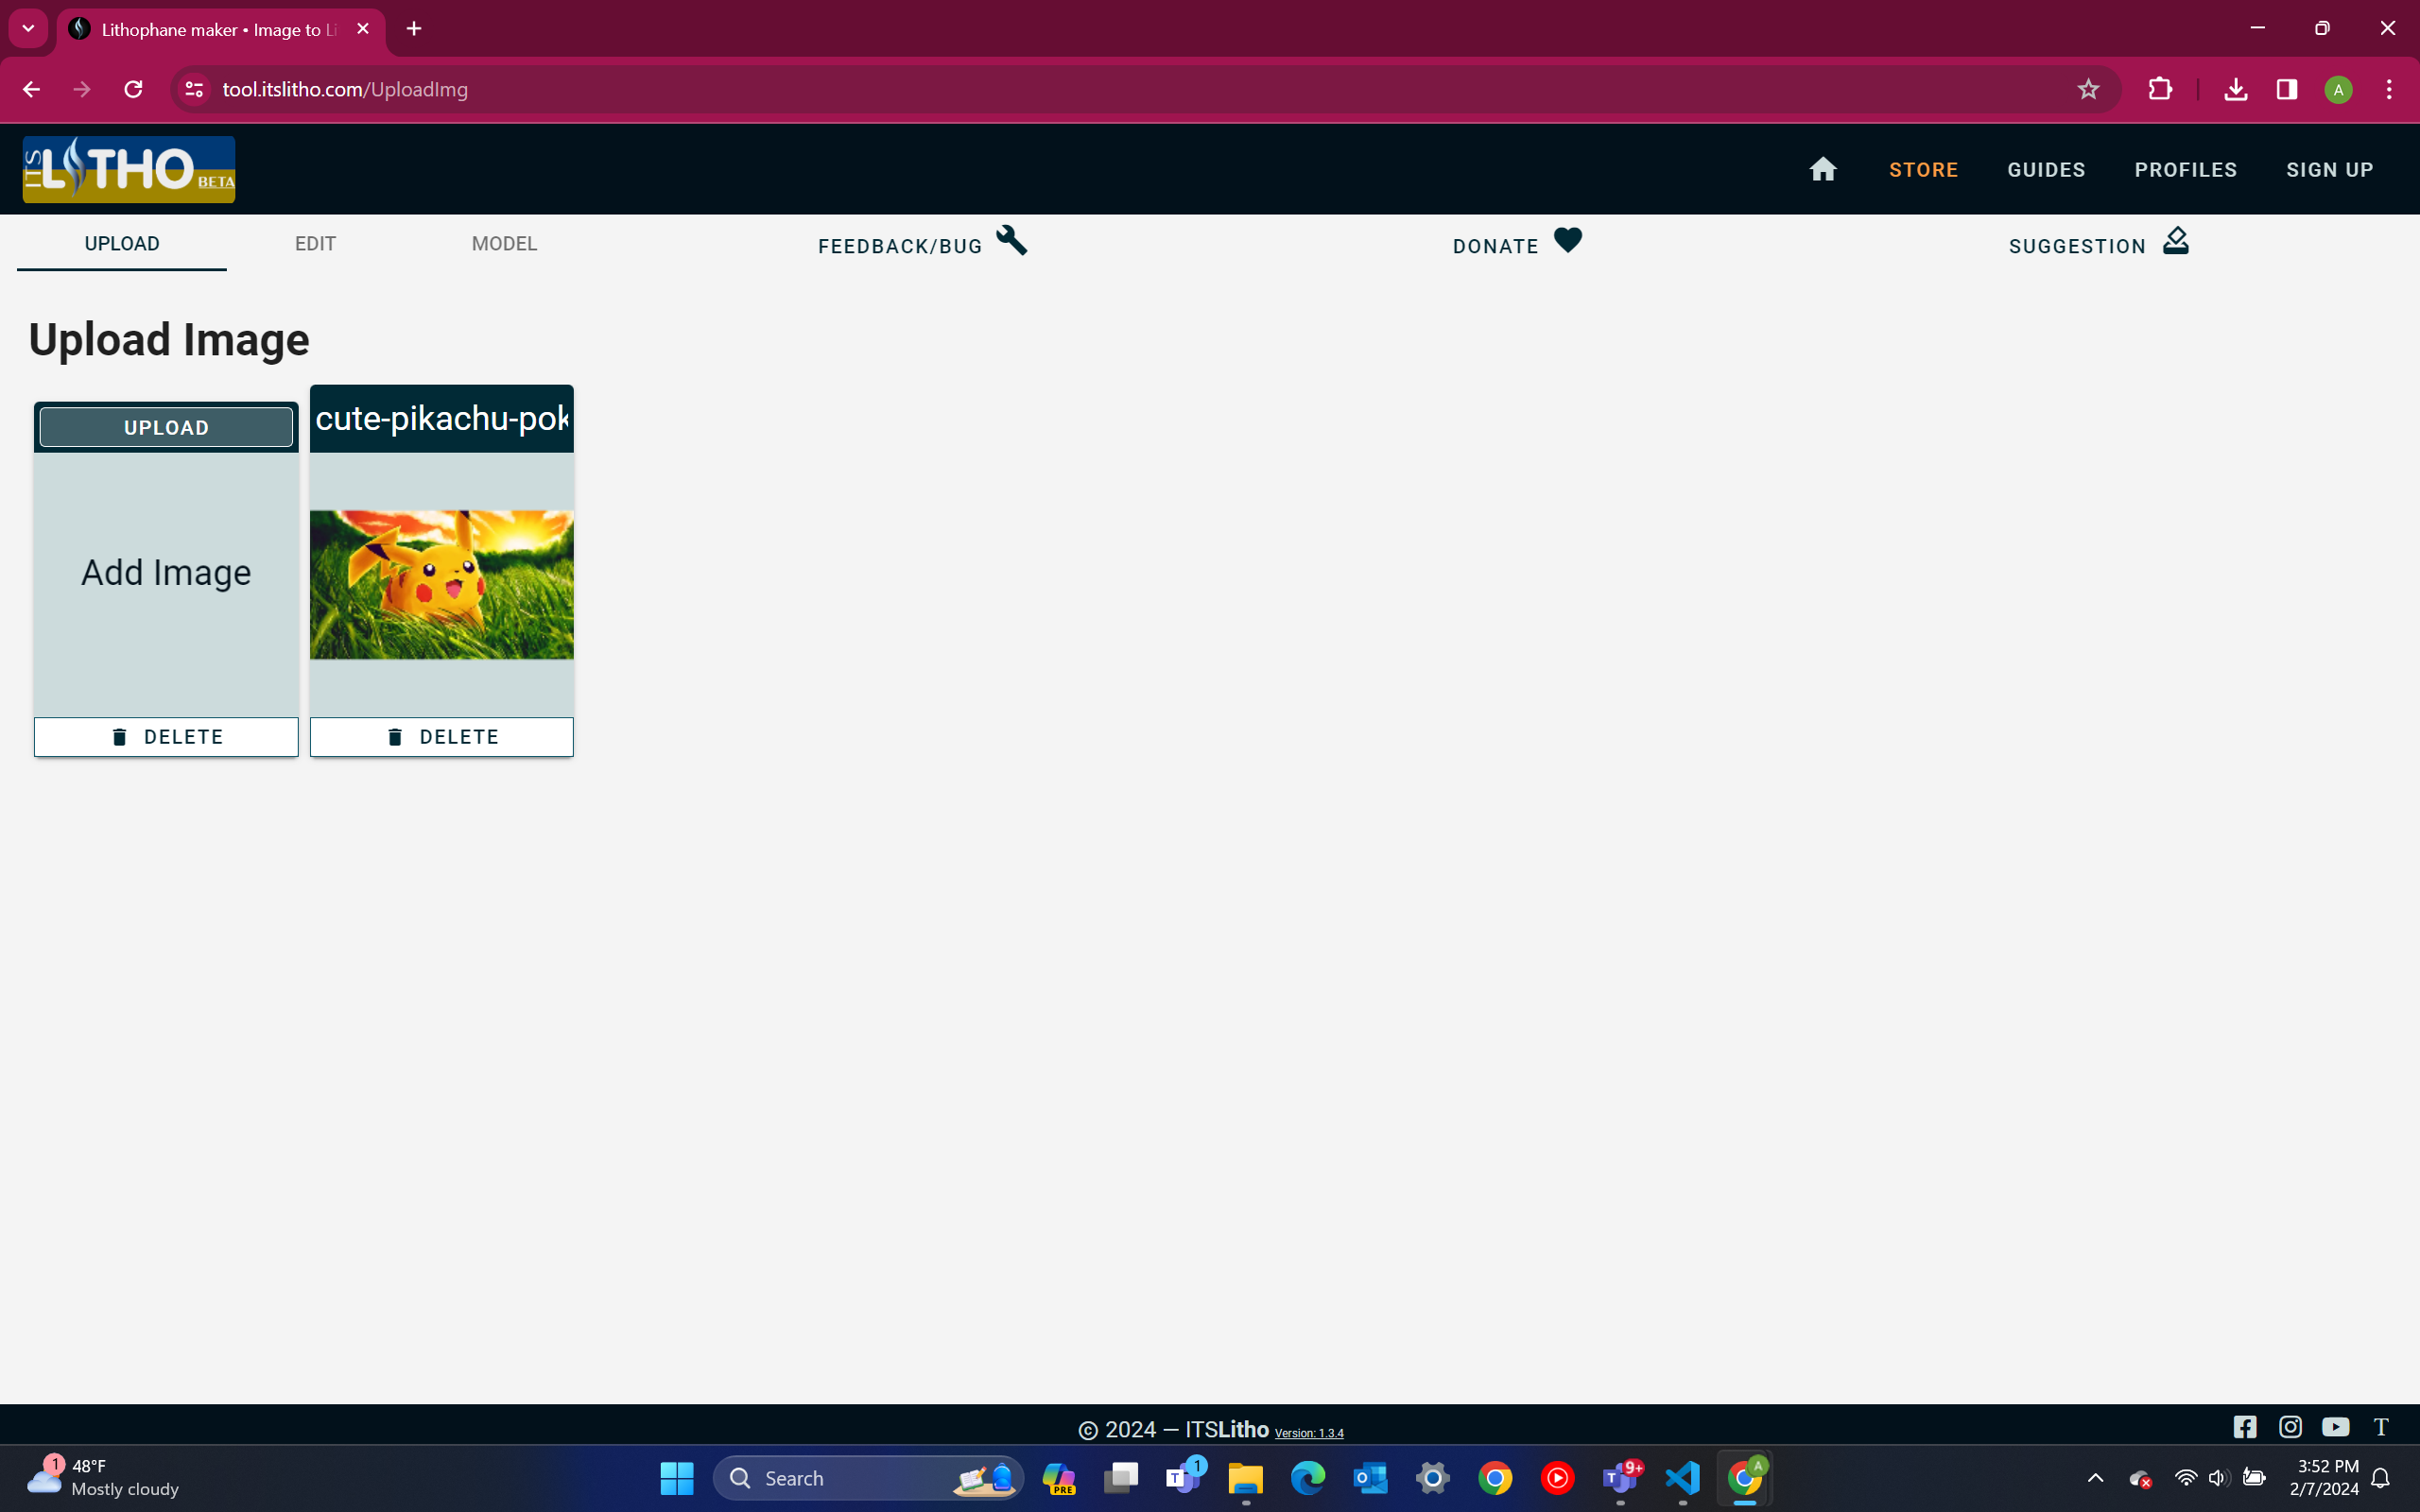 Lithophane maker • Image to Li
tool.itslitho.com/UploadImg
ITS LITHO BETA
STORE
GUIDES
PROFILES
SIGN UP
UPLOAD
EDIT
MODEL
FEEDBACK/BUG
DONATE
SUGGESTION
Upload Image
UPLOAD
cute-pikachu-pok
Add Image
DELETE
DELETE
© 2024 — ITSLitho Version: 1.3.4
T
1
48°F
Mostly cloudy
Search
PRE
T
1
O
T
9+
A
A
3:52 PM
2/7/2024